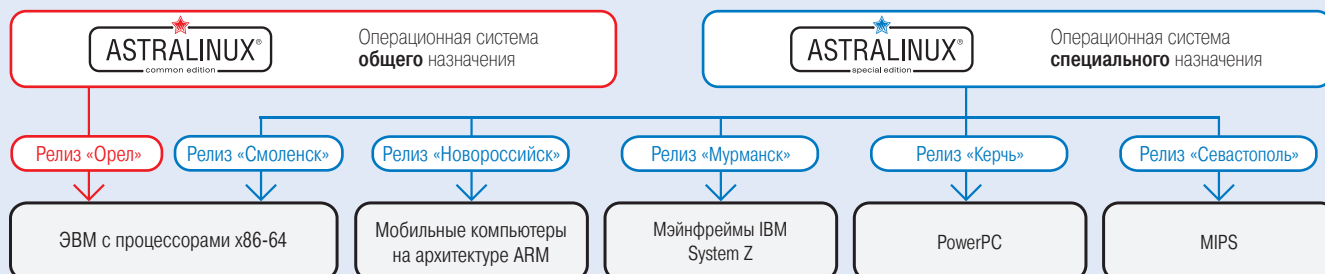 ASTRALINUX®
common edition
Операционная система
общего назначения
ASTRALINUX®
special edition
Операционная система
специального назначения
Релиз «Орел»
Релиз «Смоленск»
Релиз «Новороссийск»
Релиз «Мурманск»
Релиз «Керчь»
Релиз «Севастополь»
ЭВМ с процессорами x86-64
Мобильные компьютеры
на архитектуре ARM
Мэйнфреймы IBM
System Z
PowerPC
MIPS